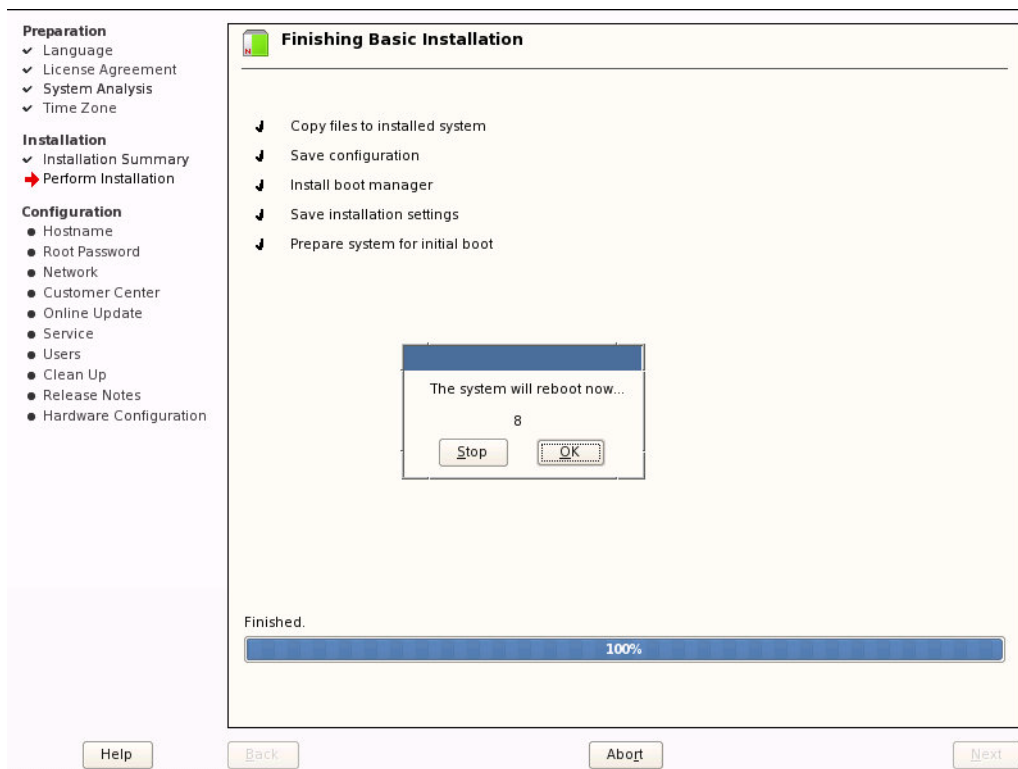 Preparation
Language
License Agreement
System Analysis
Time Zone
Installation
Installation Summary
Perform Installation
Configuration
Hostname
Root Password
Network
Customer Center
Online Update
Service
Users
Clean Up
Release Notes
Hardware Configuration
N
Finishing Basic Installation
Copy files to installed system
Save configuration
Install boot manager
Save installation settings
Prepare system for initial boot
The system will reboot now...
8
Stop
OK
Finished.
100%
Help
Back
Abort
Next